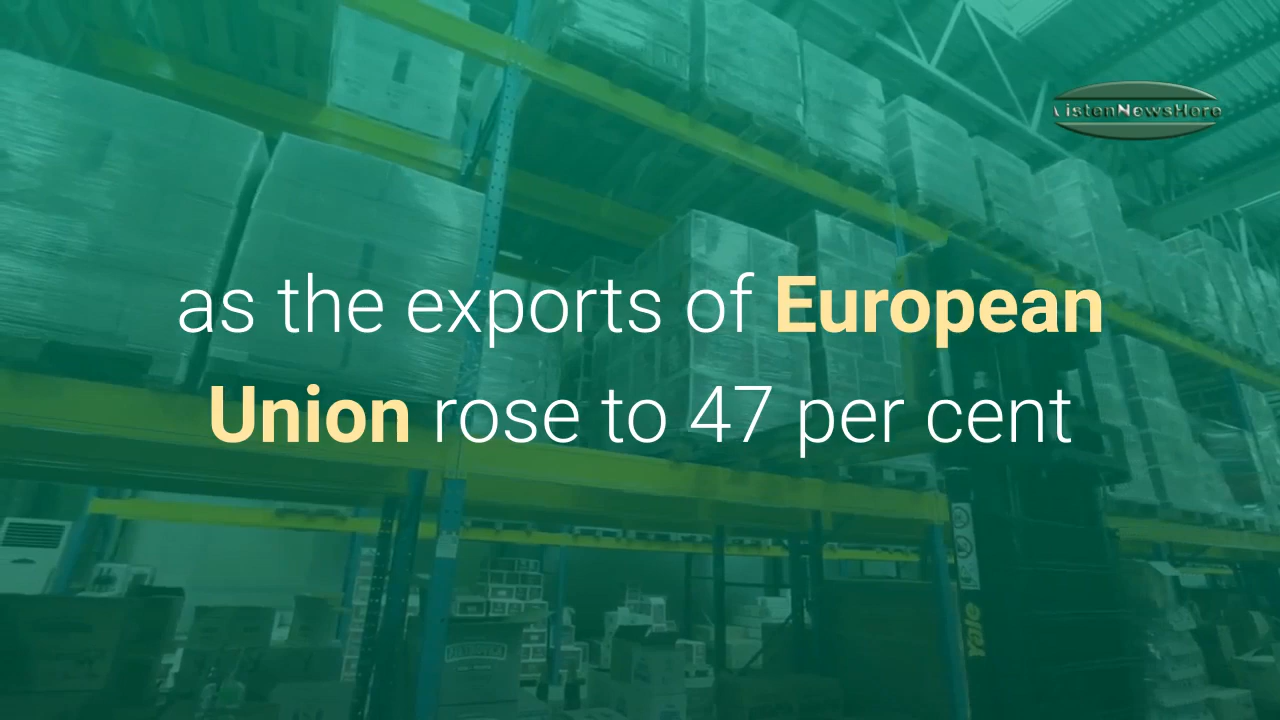 ListenNewsHere
as the exports of European
Union rose to 47 per cent
Yale